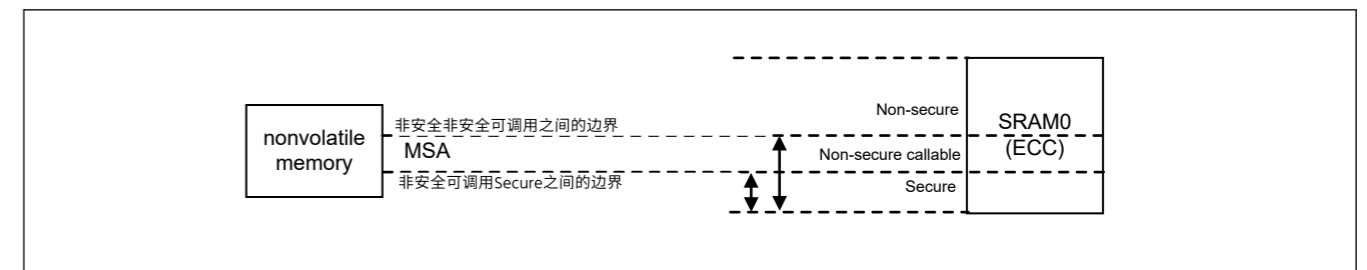 nonvolatile
memory
非安全非安全可调用之间的边界
MSA
非安全可调用Secure之间的边界
Non-secure
Non-secure callable
Secure
SRAM0
(ECC)